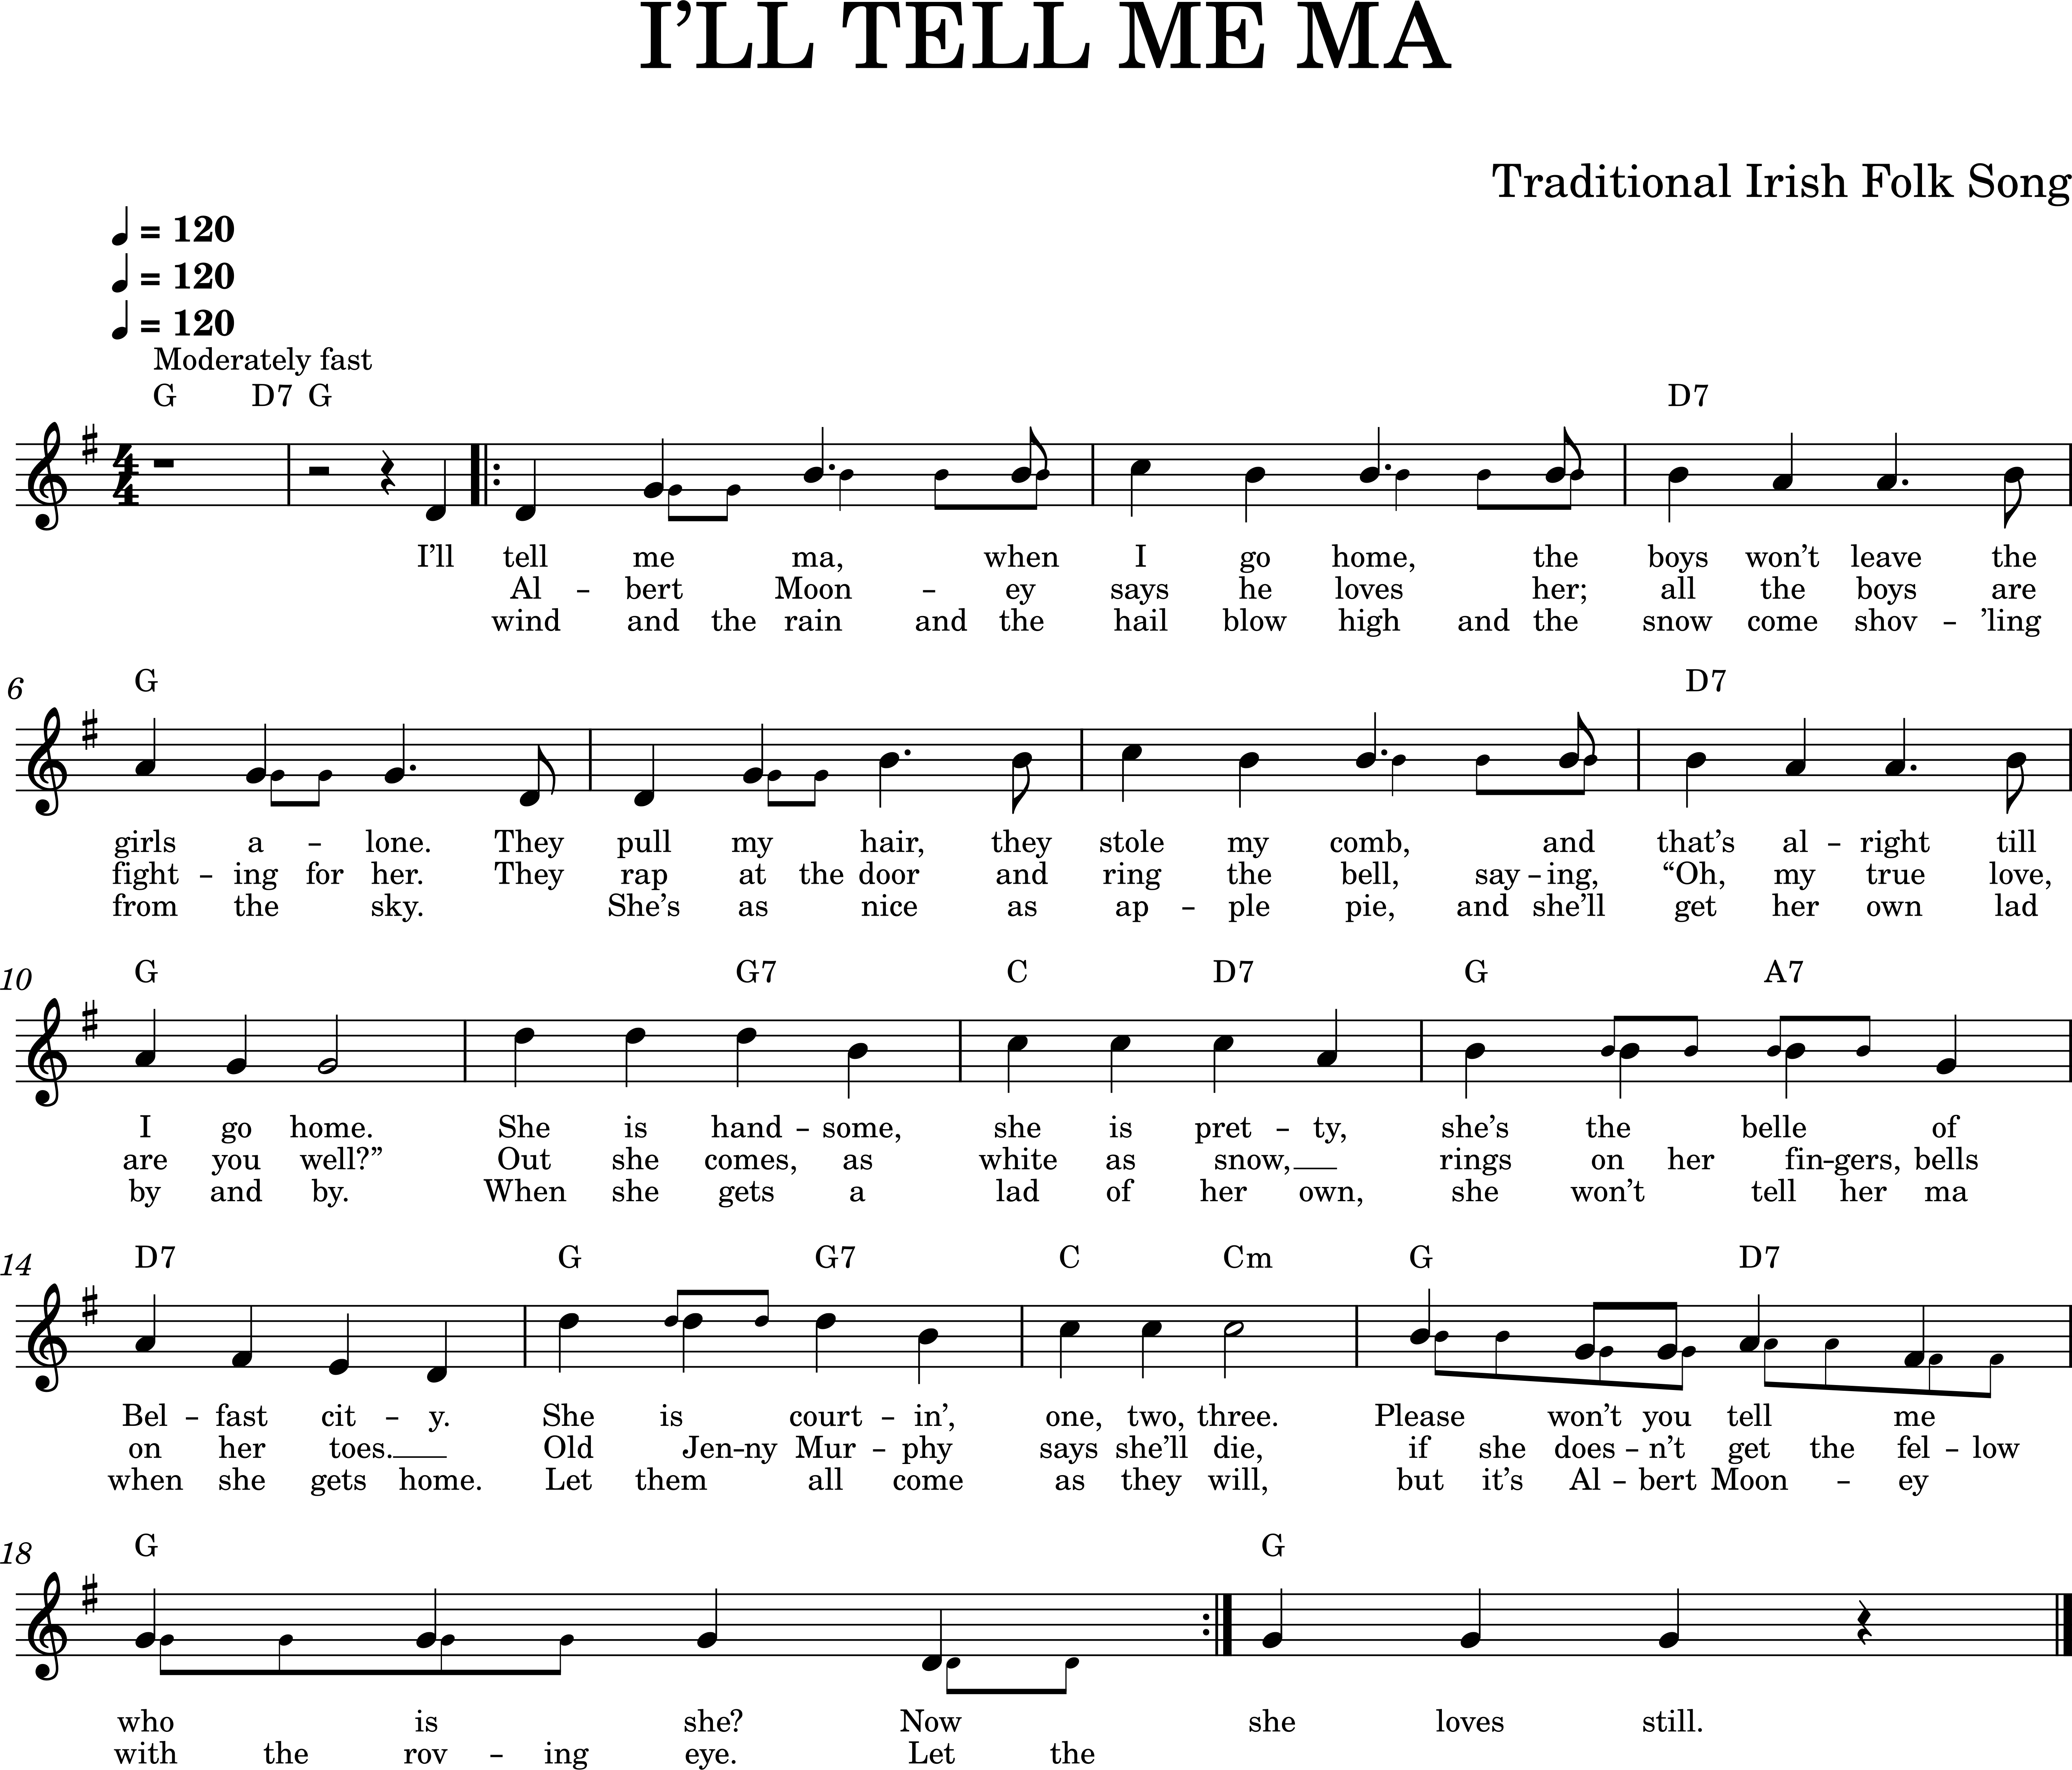 I’LL TELL ME MA
Traditional Irish Folk Song
= 120
= 120
= 120
Moderately fast
G D7 G D7
4
4
I’ll tell me ma, when I go home, the boys won’t leave the
Al – bert Moon – ey says he loves her; all the boys are
wind and the rain and the hail blow high and the snow come shov – ’ling
6 G D7
girls a – lone. They pull my hair, they stole my comb, and that’s al – right till
fight – ing for her. They rap at the door and ring the bell, say – ing, “Oh, my true love,
from the sky. She’s as nice as ap – ple pie, and she’ll get her own lad
10 G G7 C D7 G A7
I go home. She is hand – some, she is pret – ty, she’s the belle of
are you well?” Out she comes, as white as snow, rings on her fin – gers, bells
by and by. When she gets a lad of her own, she won’t tell her ma
14 D7 G G7 C Cm G D7
Bel – fast cit – y. She is court – in’, one, two, three. Please won’t you tell me
on her toes. Old Jen – ny Mur – phy says she’ll die, if she does – n’t get the fel – low
when she gets home. Let them all come as they will, but it’s Al – bert Moon – ey
18 G G
who is she? Now she loves still.
with the rov – ing eye. Let the